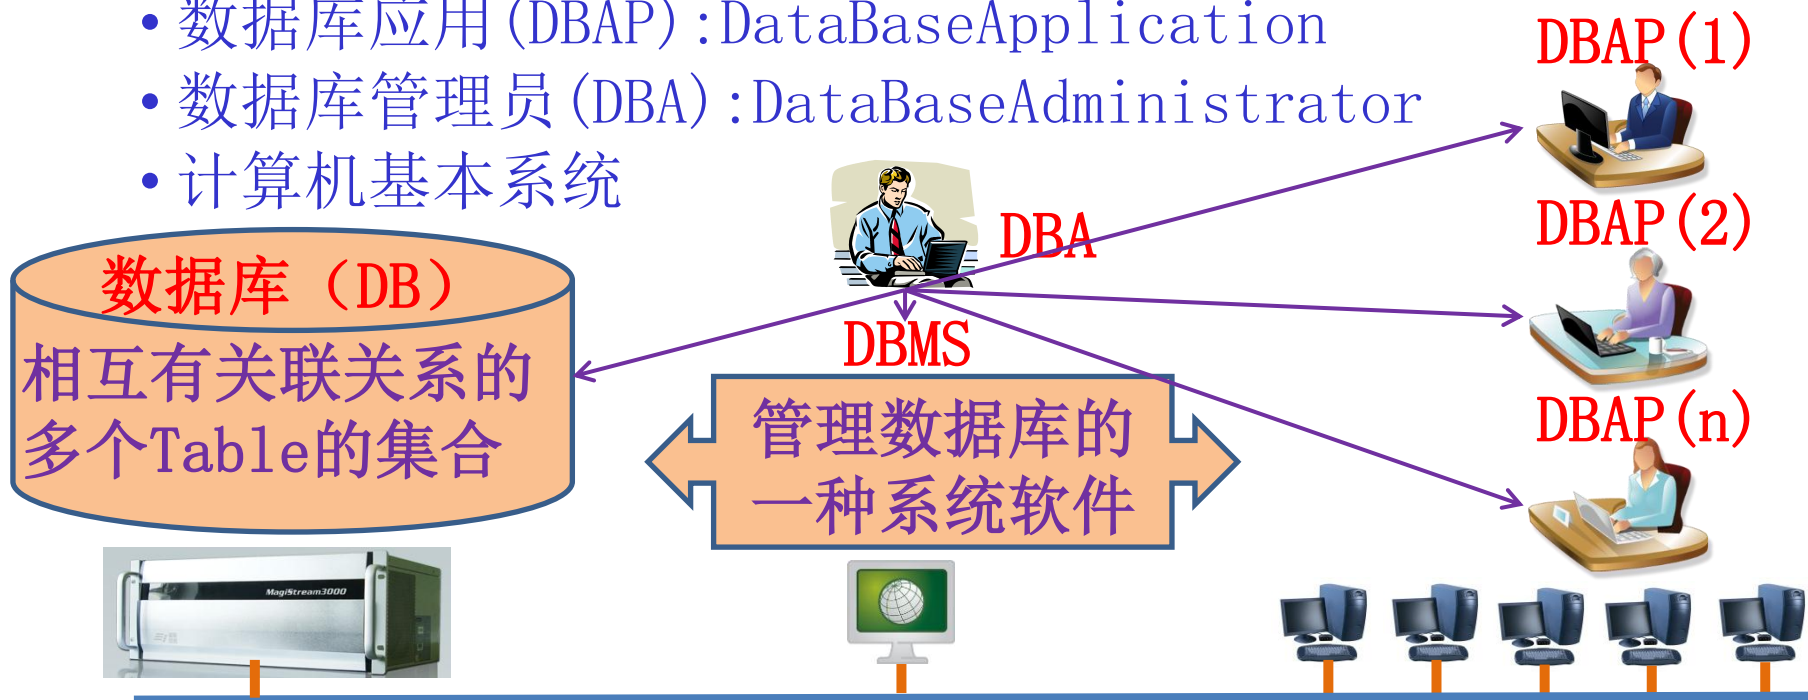 • 数据库应用(DBAP):DataBaseApplication
• 数据库管理员(DBA):DataBaseAdministrator
• 计算机基本系统
DBAP(1)
DBA
DBAP(2)
数据库（DB）
相互有关联关系的
多个Table的集合
DBMS
管理数据库的
一种系统软件
DBAP(n)
MagiStream3000